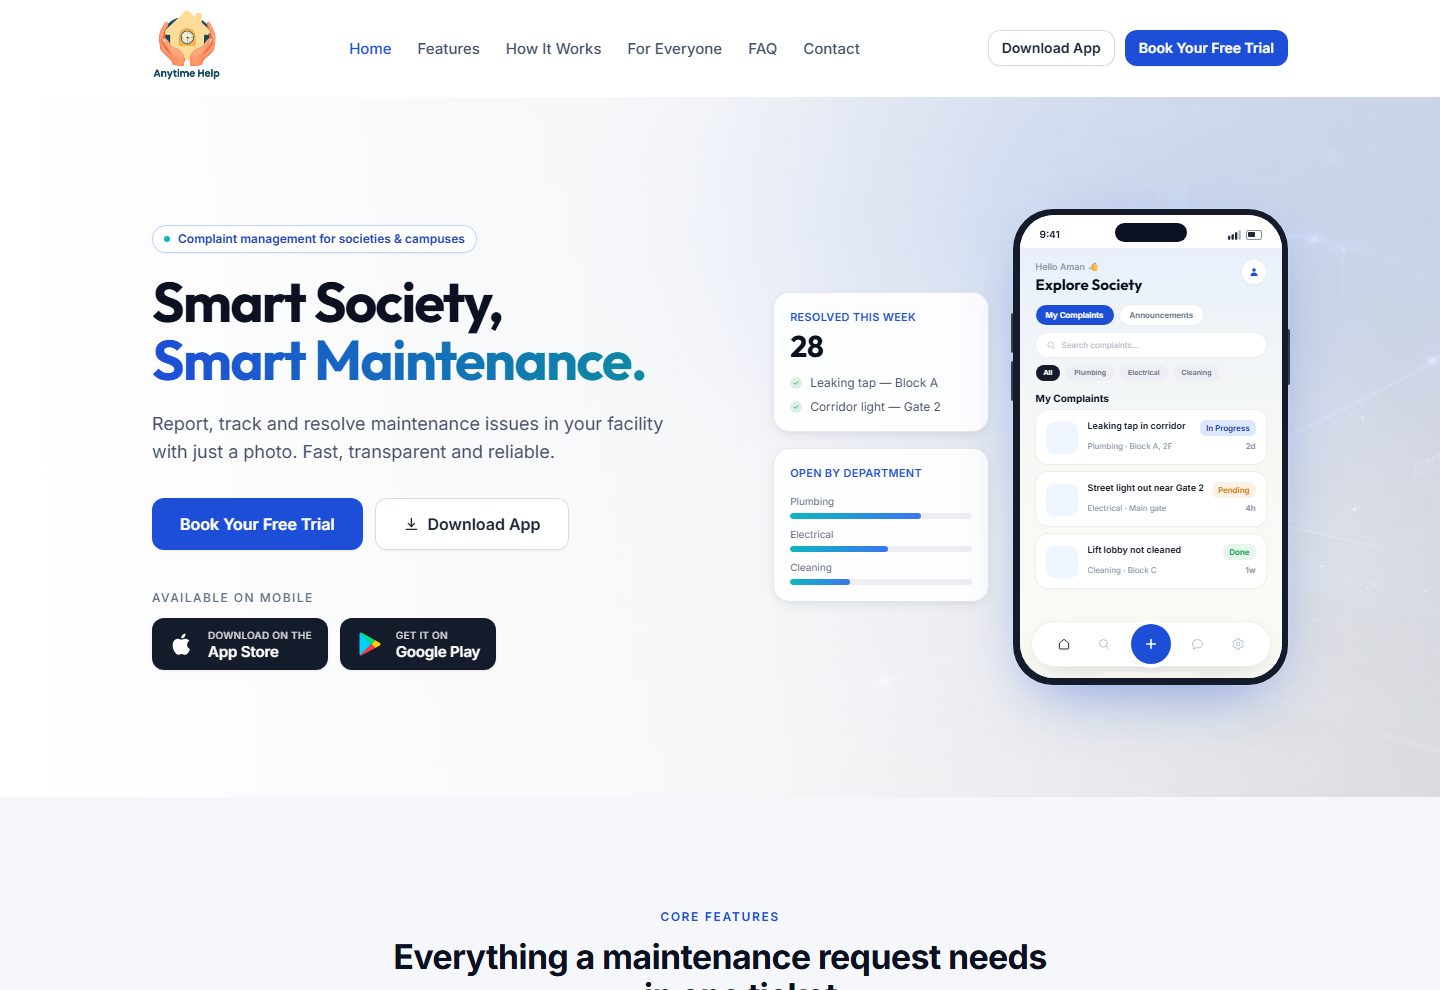 Anytime Help
Home
Features
How It Works
For Everyone
FAQ
Contact
Download App
Book Your Free Trial
Complaint management for societies & campuses
Smart Society,
Smart Maintenance.
Report, track and resolve maintenance issues in your facility
with just a photo. Fast, transparent and reliable.
Book Your Free Trial
Download App
AVAILABLE ON MOBILE
DOWNLOAD ON THE
App Store
GET IT ON
Google Play
RESOLVED THIS WEEK
28
Leaking tap — Block A
Corridor light — Gate 2
OPEN BY DEPARTMENT
Plumbing
Electrical
Cleaning
9:41
Hello Aman 👋
Explore Society
My Complaints
Announcements
Search complaints...
All
Plumbing
Electrical
Cleaning
My Complaints
Leaking tap in corridor
In Progress
Plumbing · Block A, 2F
2d
Street light out near Gate 2
Pending
Electrical · Main gate
4h
Lift lobby not cleaned
Done
Cleaning · Block C
1w
CORE FEATURES
Everything a maintenance request needs
in one ticket